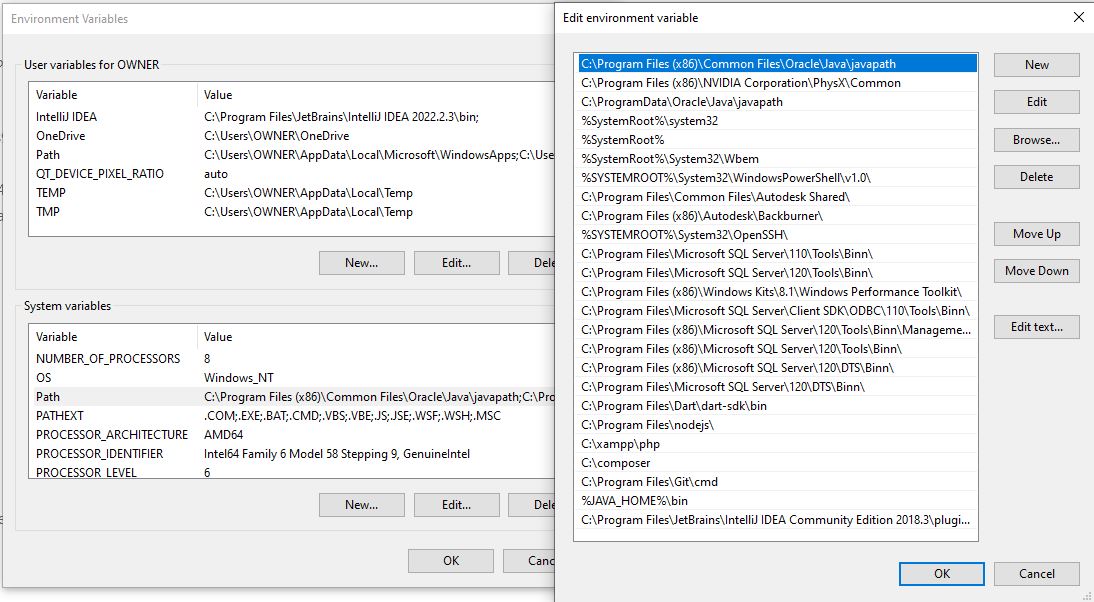 Environment Variables
User variables for OWNER
Variable Value
IntelliJ IDEA C:\Program Files\JetBrains\IntelliJ IDEA 2022.2.3\bin;
OneDrive C:\Users\OWNER\OneDrive
Path C:\Users\OWNER\AppData\Local\Microsoft\WindowsApps;C:\Use
QT_DEVICE_PIXEL_RATIO auto
TEMP C:\Users\OWNER\AppData\Local\Temp
TMP C:\Users\OWNER\AppData\Local\Temp
New... Edit... Dele
System variables
Variable Value
NUMBER_OF_PROCESSORS 8
OS Windows_NT
Path C:\Program Files (x86)\Common Files\Oracle\Java\javapath;C:\Pro
PATHEXT .COM;.EXE;.BAT;.CMD;.VBS;.VBE;.JS;.JSE;.WSF;.WSH;.MSC
PROCESSOR_ARCHITECTURE AMD64
PROCESSOR_IDENTIFIER Intel64 Family 6 Model 58 Stepping 9, GenuineIntel
PROCESSOR_LEVEL 6
New... Edit... Dele
OK Canc
Edit environment variable
C:\Program Files (x86)\Common Files\Oracle\Java\javapath
C:\Program Files (x86)\NVIDIA Corporation\PhysX\Common
C:\ProgramData\Oracle\Java\javapath
%SystemRoot%\system32
%SystemRoot%
%SystemRoot%\System32\Wbem
%SYSTEMROOT%\System32\WindowsPowerShell\v1.0\
C:\Program Files\Common Files\Autodesk Shared\
C:\Program Files (x86)\Autodesk\Backburner\
%SYSTEMROOT%\System32\OpenSSH\
C:\Program Files\Microsoft SQL Server\110\Tools\Binn\
C:\Program Files\Microsoft SQL Server\120\Tools\Binn\
C:\Program Files (x86)\Windows Kits\8.1\Windows Performance Toolkit\
C:\Program Files\Microsoft SQL Server\Client SDK\ODBC\110\Tools\Binn\
C:\Program Files (x86)\Microsoft SQL Server\120\Tools\Binn\Manageme...
C:\Program Files (x86)\Microsoft SQL Server\120\Tools\Binn\
C:\Program Files (x86)\Microsoft SQL Server\120\DTS\Binn\
C:\Program Files\Microsoft SQL Server\120\DTS\Binn\
C:\Program Files\Dart\dart-sdk\bin
C:\Program Files\nodejs\
C:\xampp\php
C:\composer
C:\Program Files\Git\cmd
%JAVA_HOME%\bin
C:\Program Files\JetBrains\IntelliJ IDEA Community Edition 2018.3\plugi...
New
Edit
Browse...
Delete
Move Up
Move Down
Edit text...
OK Cancel